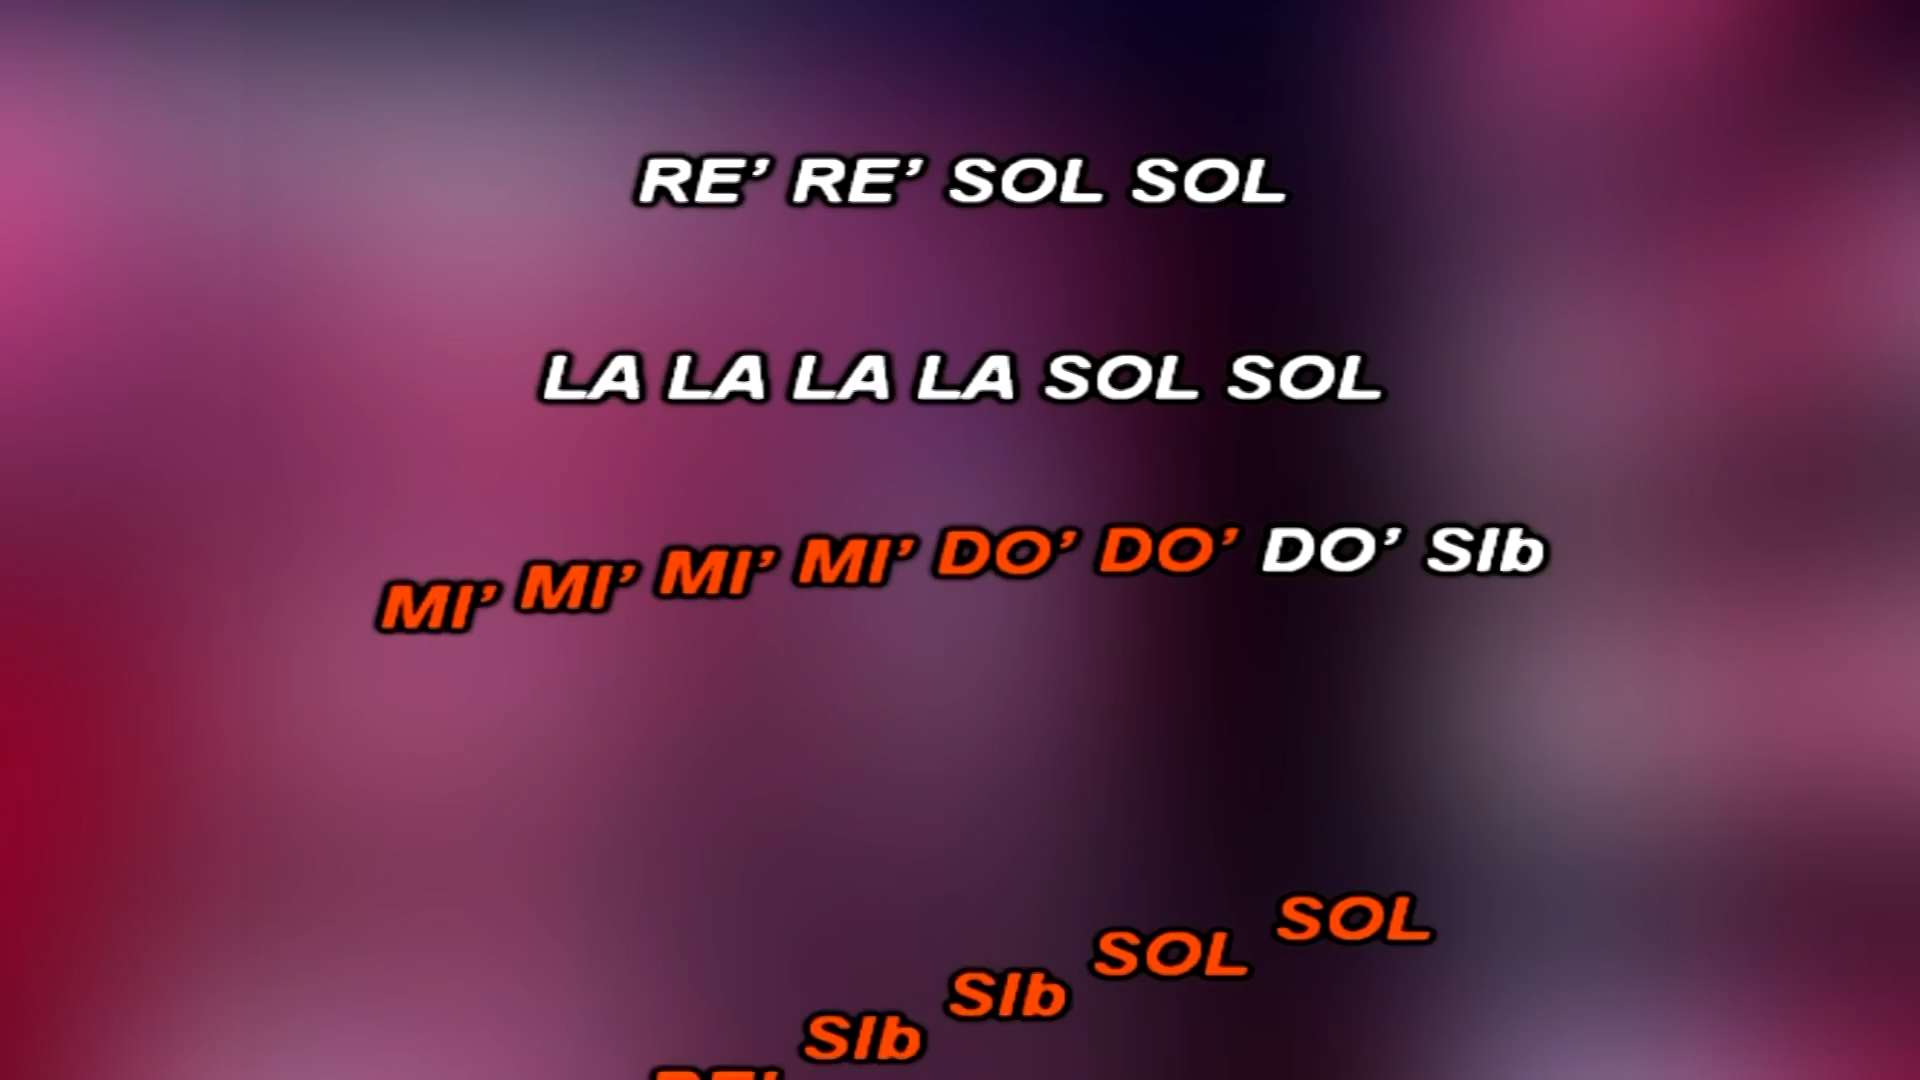 RE’ RE’ SOL SOL
LA LA LA LA SOL SOL
MI’ MI’ MI’ MI’ DO’ DO’ DO’ SIb
SIb SIb SOL SOL